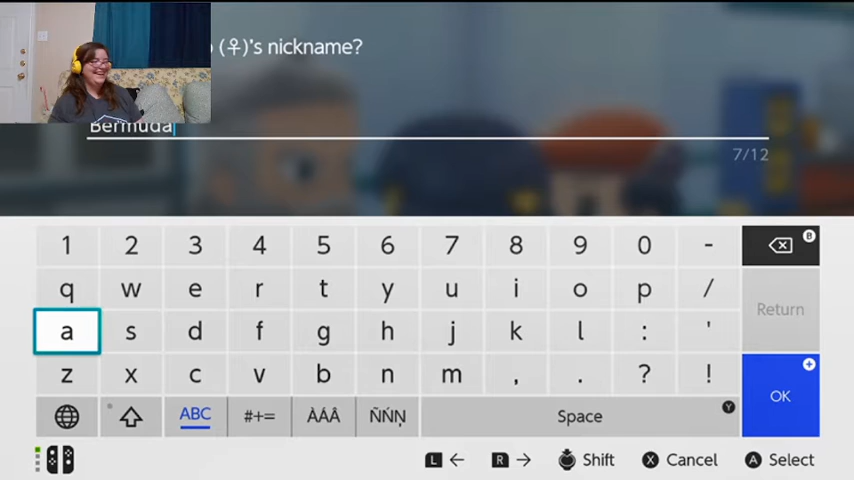 (♀)'s nickname?
Bermuda
7/12
1 2 3 4 5 6 7 8 9 0 - B
q w e r t y u i o p / Return
a s d f g h j k l : '
z x c v b n m , . ? ! OK +
ABC #+= ÀÁÂ ÑŃŅ Space Y
L ← R → Shift X Cancel A Select